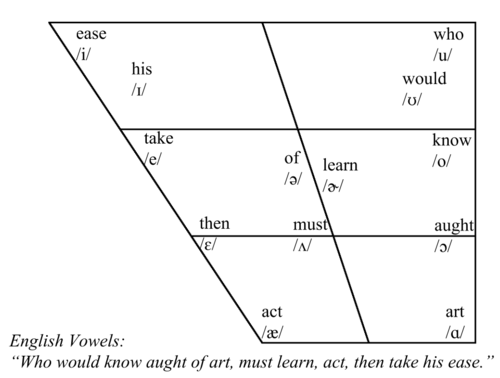 ease
who
/i/
/u/
his
would
/ɪ/
/ʊ/
take
know
/e/
/o/
of
learn
/ə/
/ɚ/
then
must
aught
/ɛ/
/ʌ/
/ɔ/
act
art
/æ/
/ɑ/
English Vowels:
“Who would know aught of art, must learn, act, then take his ease.”